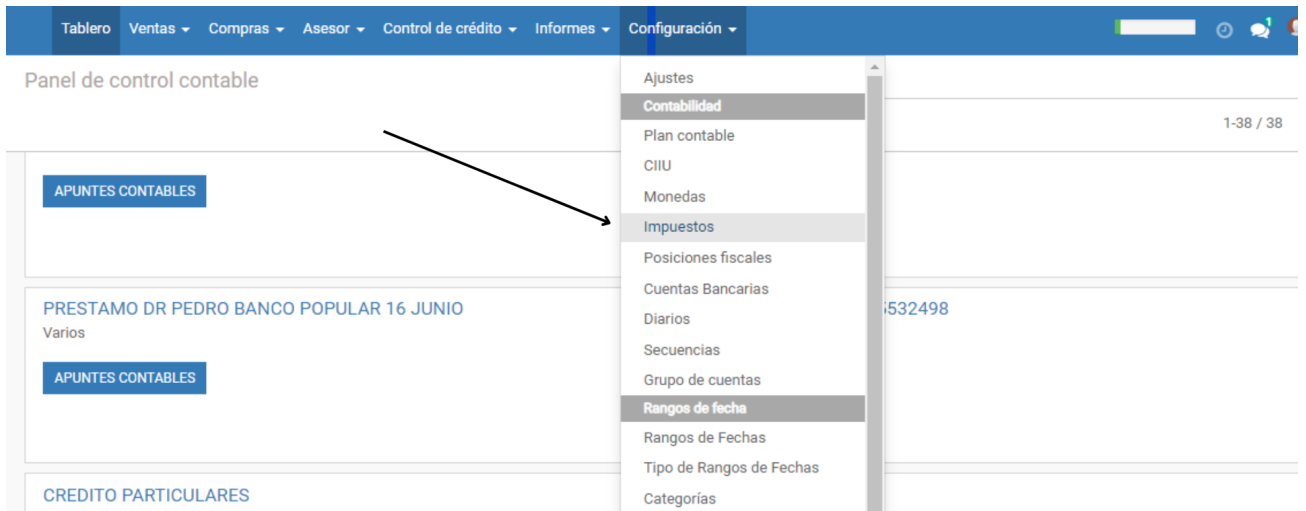 Tablero Ventas Compras Asesor Control de crédito Informes Configuración 1
Panel de control contable
1-38 / 38
APUNTES CONTABLES
PRESTAMO DR PEDRO BANCO POPULAR 16 JUNIO
Varios
APUNTES CONTABLES
CREDITO PARTICULARES
Ajustes
Contabilidad
Plan contable
CIIU
Monedas
Impuestos
Posiciones fiscales
Cuentas Bancarias
Diarios
Secuencias
Grupo de cuentas
Rangos de fecha
Rangos de Fechas
Tipo de Rangos de Fechas
Categorías
5532498